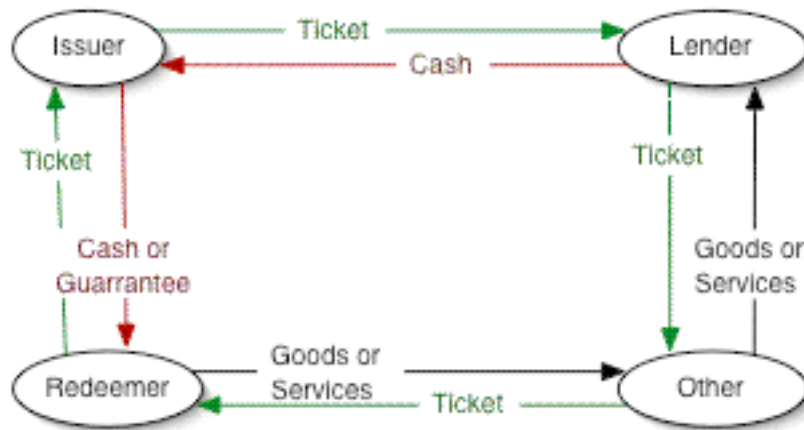 Issuer
Ticket
Lender
Cash
Ticket
Ticket
Cash or
Guarrantee
Goods or
Services
Redeemer
Goods or
Services
Other
Ticket